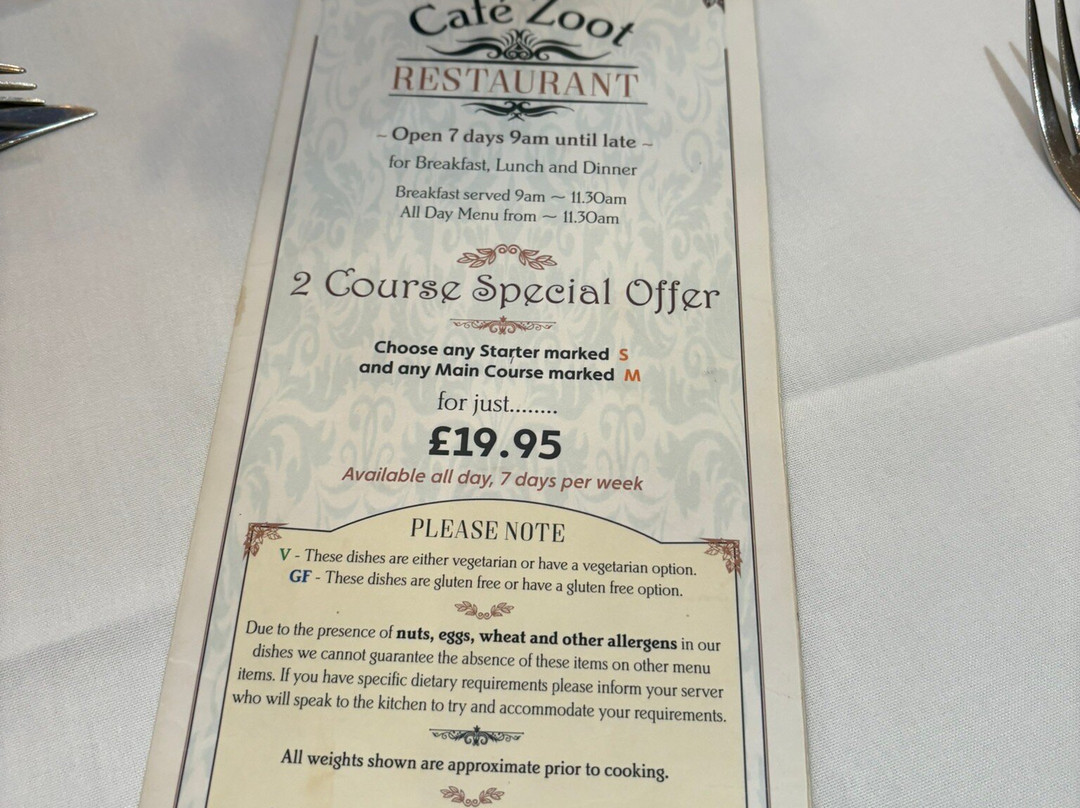 Café Zoot
RESTAURANT
~ Open 7 days 9am until late ~
for Breakfast, Lunch and Dinner
Breakfast served 9am ~ 11.30am
All Day Menu from ~ 11.30am
2 Course Special Offer
Choose any Starter marked S
and any Main Course marked M
for just........
£19.95
Available all day, 7 days per week
PLEASE NOTE
V - These dishes are either vegetarian or have a vegetarian option.
GF - These dishes are gluten free or have a gluten free option.
Due to the presence of nuts, eggs, wheat and other allergens in our
dishes we cannot guarantee the absence of these items on other menu
items. If you have specific dietary requirements please inform your server
who will speak to the kitchen to try and accommodate your requirements.
All weights shown are approximate prior to cooking.